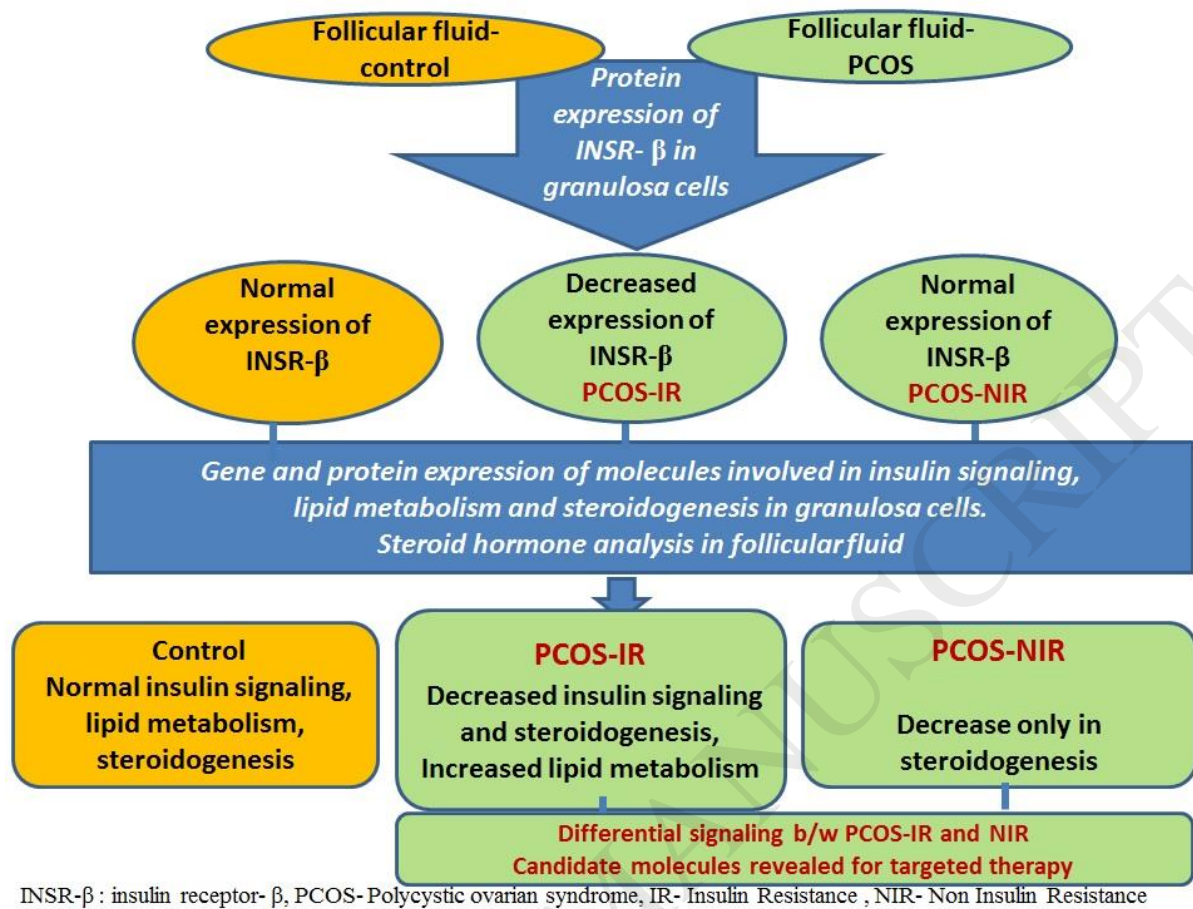 Follicular fluid-
control
Follicular fluid-
PCOS
Protein
expression of
INSR- β in
granulosa cells
Normal
expression of
INSR-β
Decreased
expression of
INSR-β
PCOS-IR
Normal
expression of
INSR-β
PCOS-NIR
Gene and protein expression of molecules involved in insulin signaling,
lipid metabolism and steroidogenesis in granulosa cells.
Steroid hormone analysis in follicular fluid
Control
Normal insulin signaling,
lipid metabolism,
steroidogenesis
PCOS-IR
Decreased insulin signaling
and steroidogenesis,
Increased lipid metabolism
PCOS-NIR
Decrease only in
steroidogenesis
Differential signaling b/w PCOS-IR and NIR
Candidate molecules revealed for targeted therapy
INSR-β : insulin receptor- β, PCOS- Polycystic ovarian syndrome, IR- Insulin Resistance , NIR- Non Insulin Resistance
MANUSCRIPT